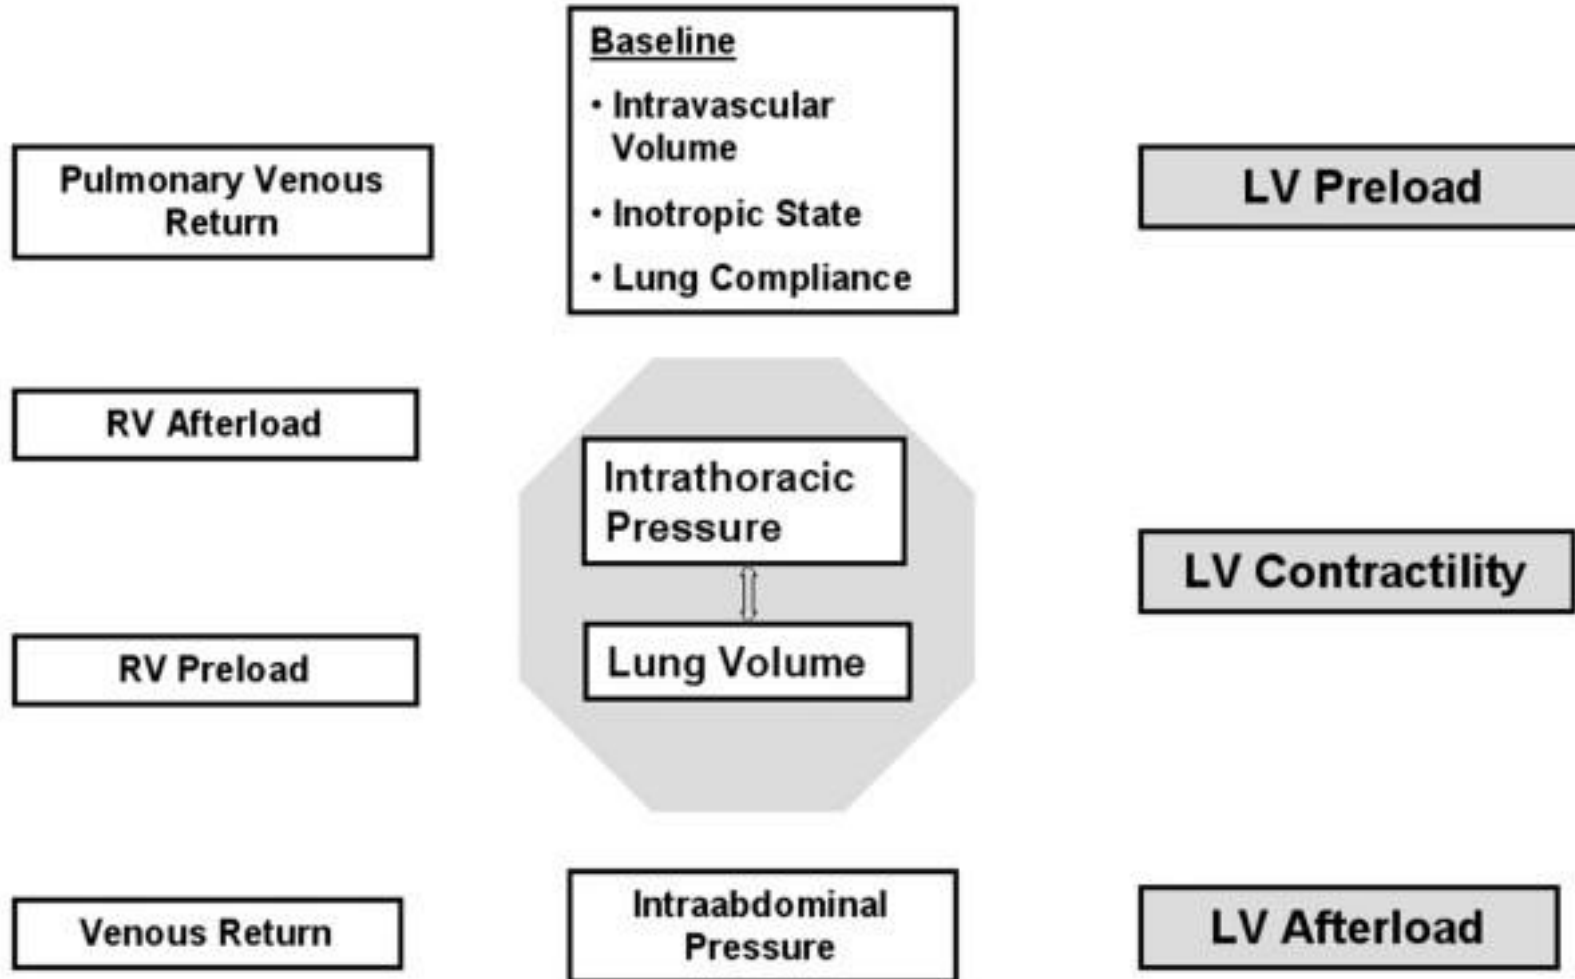 Baseline
• Intravascular
Volume
• Inotropic State
• Lung Compliance
Pulmonary Venous
Return
LV Preload
RV Afterload
Intrathoracic
Pressure
LV Contractility
RV Preload
Lung Volume
Venous Return
Intraabdominal
Pressure
LV Afterload